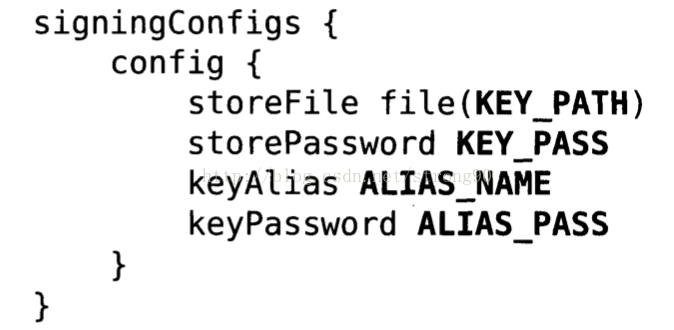 signingConfigs {
    config {
        storeFile file(KEY_PATH)
        storePassword KEY_PASS
        keyAlias ALIAS_NAME
        keyPassword ALIAS_PASS
    }
}